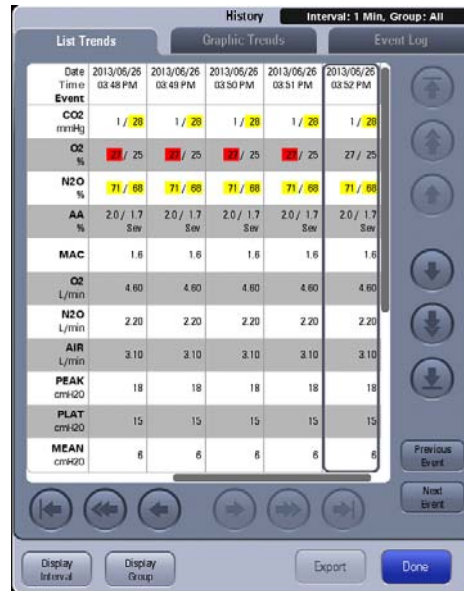 History
Interval: 1 Min, Group: All
List Trends
Graphic Trends
Event Log
Date 2013/06/26 2013/06/26 2013/06/26 2013/06/26 2013/06/26
Time 03:48 PM 03:49 PM 03:50 PM 03:51 PM 03:52 PM
Event
CO2 1/ 28 1/ 28 1/ 28 1/ 28 1/ 28
mmHg
O2 27/ 25 27/ 25 27/ 25 27/ 25 27/ 25
%
N2O 71/ 68 71/ 68 71/ 68 71/ 68 71/ 68
%
AA 2.0/ 1.7 2.0/ 1.7 2.0/ 1.7 2.0/ 1.7 2.0/ 1.7
% Sev Sev Sev Sev Sev
MAC 1.6 1.6 1.6 1.6 1.6
O2 4.60 4.60 4.60 4.60 4.60
L/min
N2O 2.20 2.20 2.20 2.20 2.20
L/min
AIR 3.10 3.10 3.10 3.10 3.10
L/min
PEAK 18 18 18 18 18
cmH20
PLAT 15 15 15 15 15
cmH20
MEAN 6 6 6 6 6
cmH20
Previous
Event
Next
Event
Display
Interval
Display
Group
Export
Done